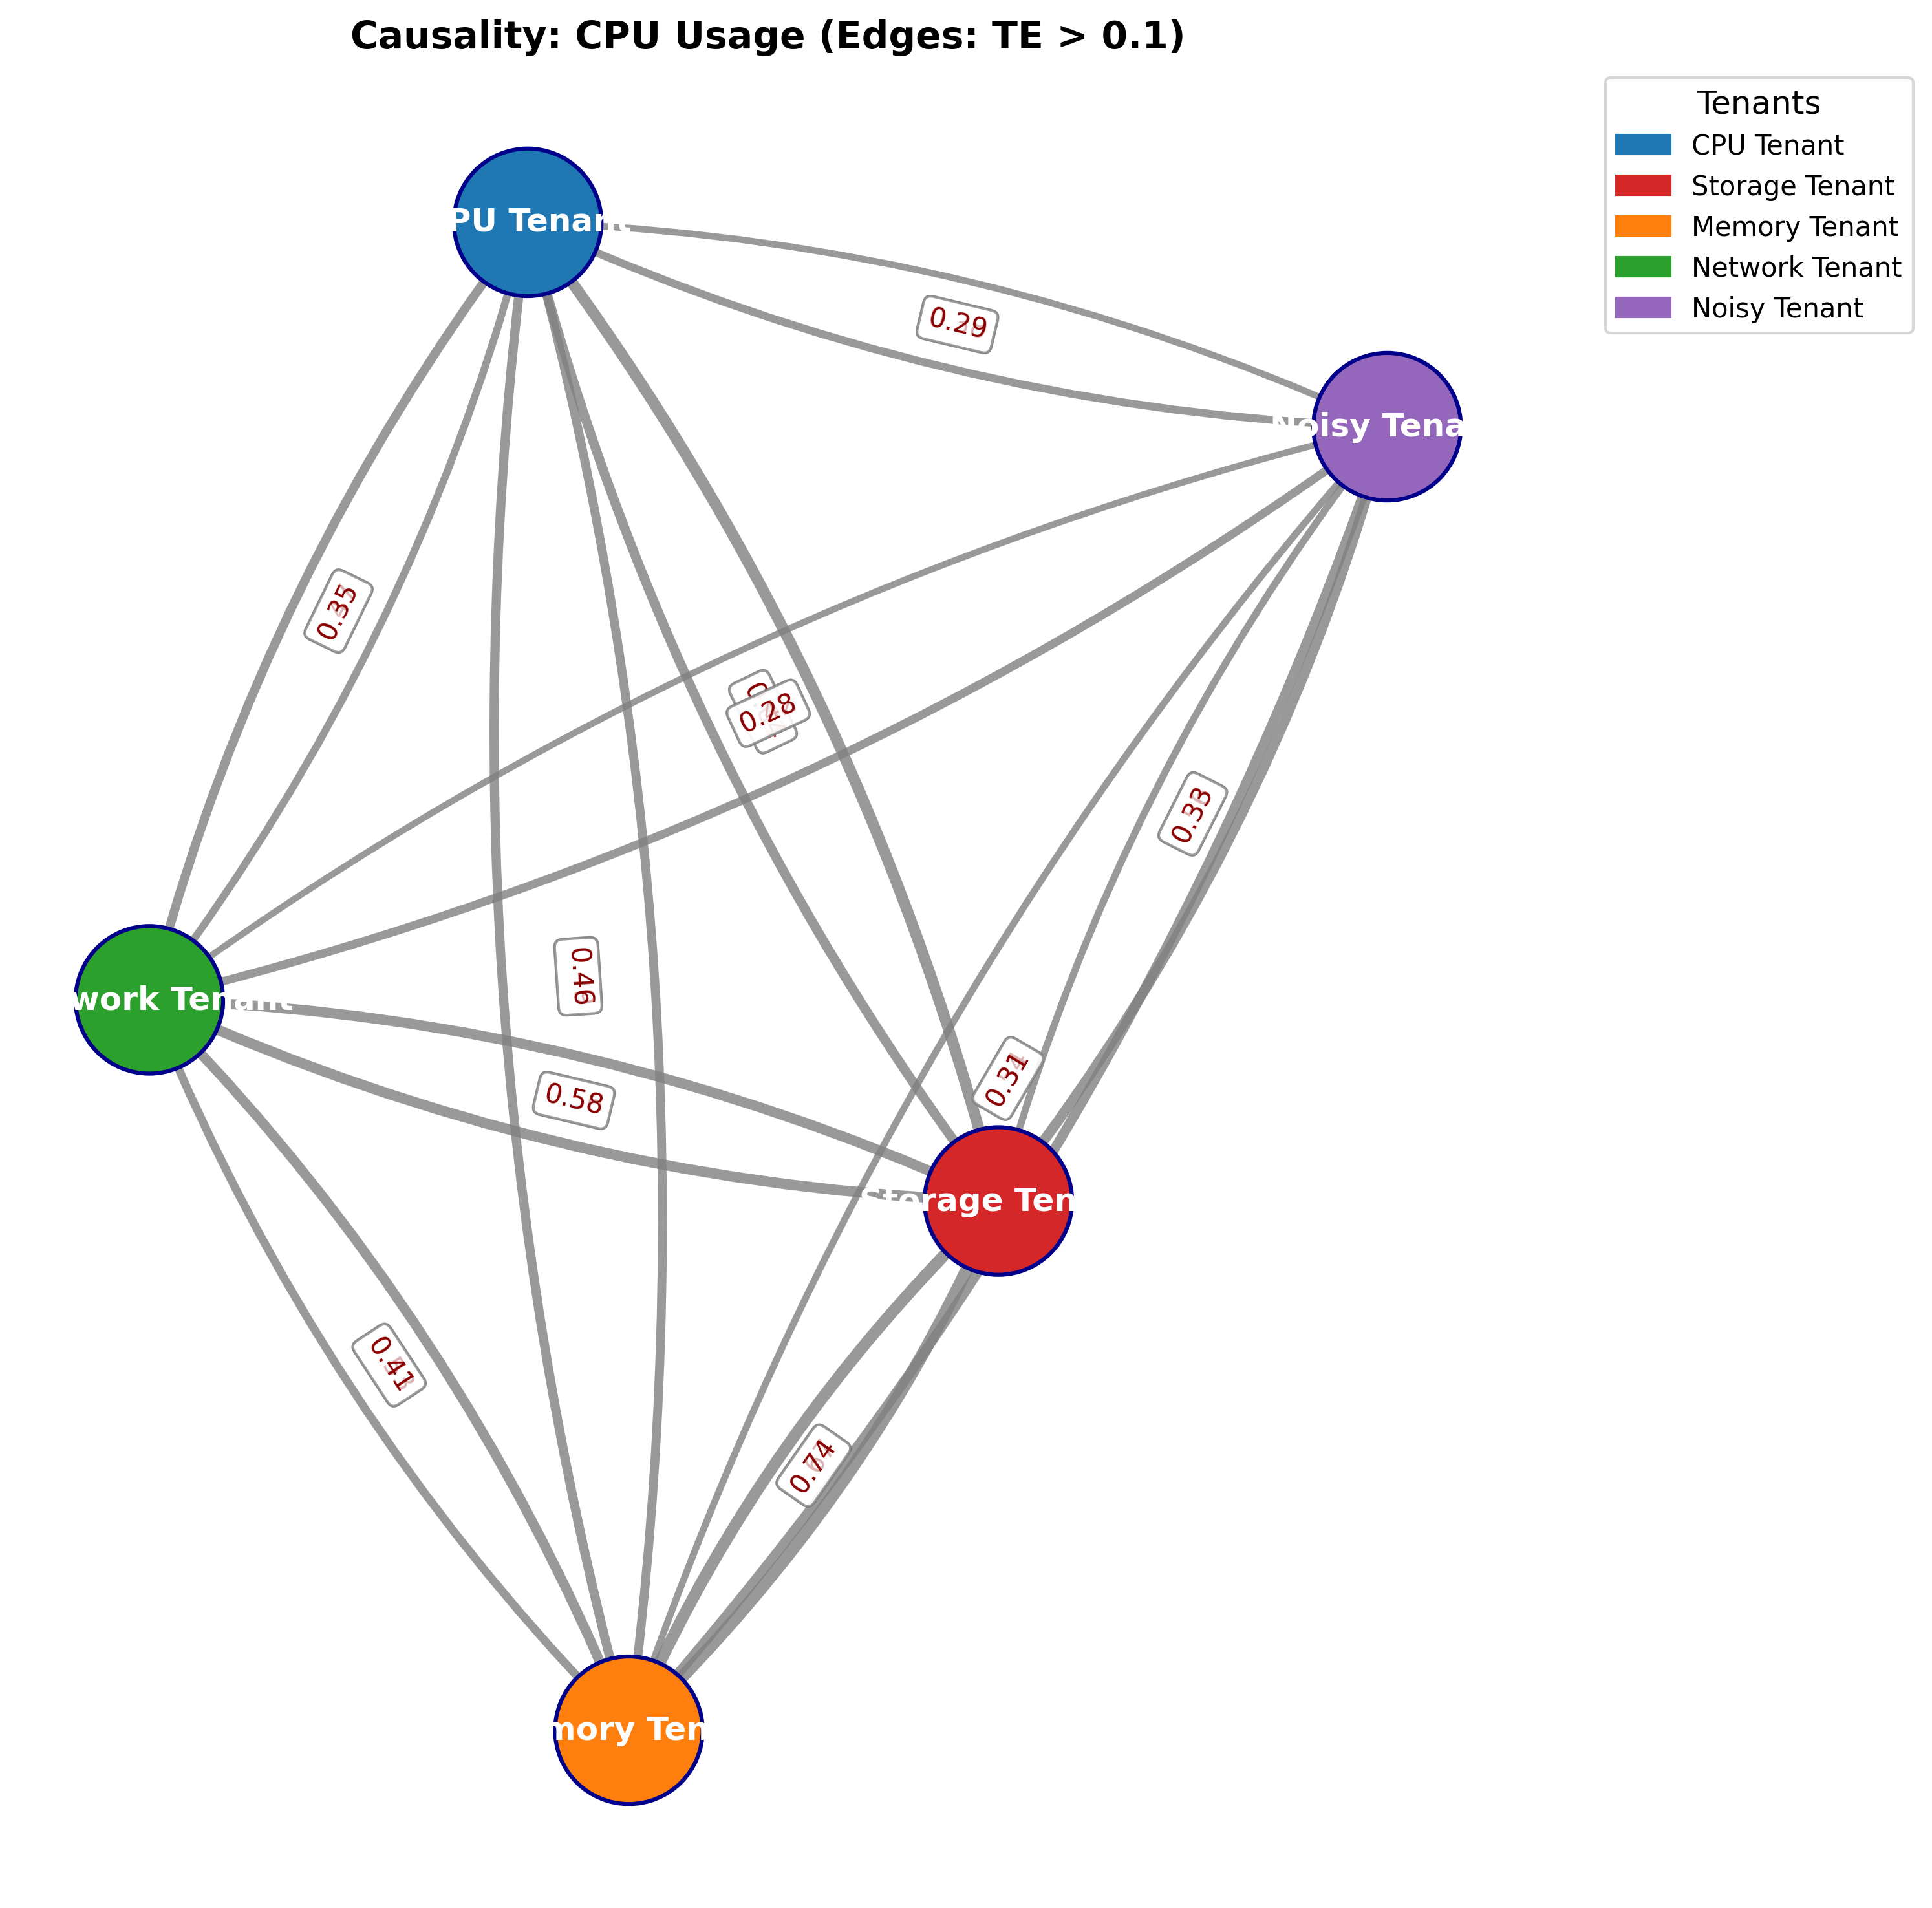 Causality: CPU Usage (Edges: TE > 0.1)
Tenants
CPU Tenant
Storage Tenant
Memory Tenant
Network Tenant
Noisy Tenant
PU Tenant
0.29
Noisy Tena
0.35
0.28
0.33
0.46
work Tenant
0.31
0.58
Storage Ten
0.41
0.74
mory Ten